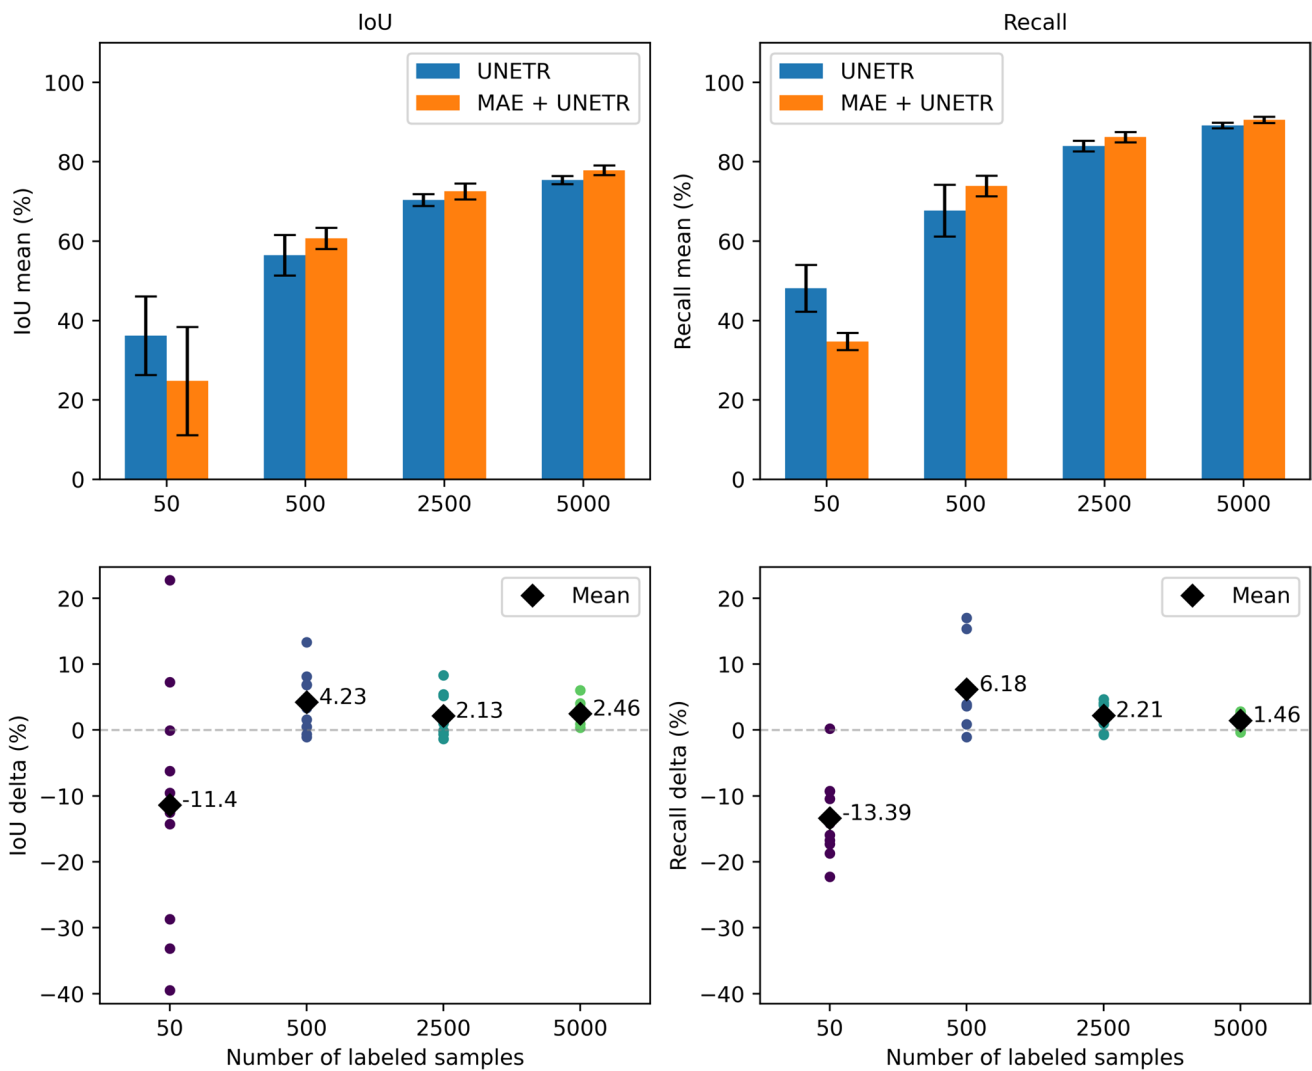 IoU
IoU mean (%)
100
80
60
40
20
0
UNETR
MAE + UNETR
50 500 2500 5000
Recall
Recall mean (%)
100
80
60
40
20
0
UNETR
MAE + UNETR
50 500 2500 5000
IoU delta (%)
20
10
0
−10
−20
−30
−40
Mean
-11.4
4.23
2.13
2.46
50 500 2500 5000
Number of labeled samples
Recall delta (%)
20
10
0
−10
−20
−30
−40
Mean
-13.39
6.18
2.21
1.46
50 500 2500 5000
Number of labeled samples